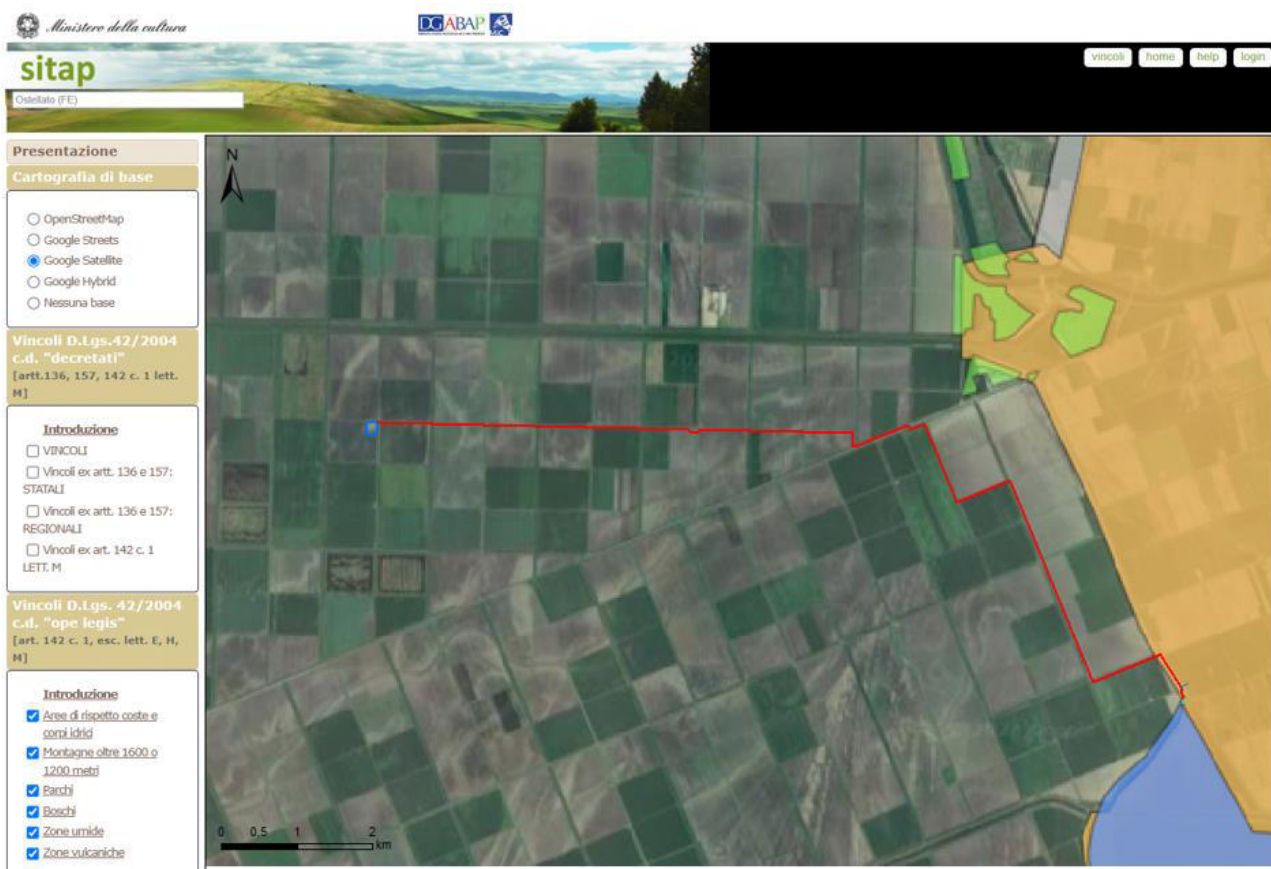 Ministero della cultura
DGABAP
sitap
vincoli home help login
Ostellato (FE)
Presentazione
Cartografia di base
OpenStreetMap
Google Streets
Google Satellite
Google Hybrid
Nessuna base
Vincoli D.Lgs.42/2004
c.d. "decretati"
[artt.136, 157, 142 c. 1 lett.
M]
Introduzione
VINCOLI
Vincoli ex artt. 136 e 157:
STATALI
Vincoli ex artt. 136 e 157:
REGIONALI
Vincoli ex art. 142 c. 1
LETT. M
Vincoli D.Lgs. 42/2004
c.d. "ope legis"
[art. 142 c. 1, esc. lett. E, H,
M]
Introduzione
Aree di rispetto coste e
corpi idrici
Montagne oltre 1600 o
1200 metri
Parchi
Boschi
Zone umide
Zone vulcaniche
N
0 0,5 1 2
km